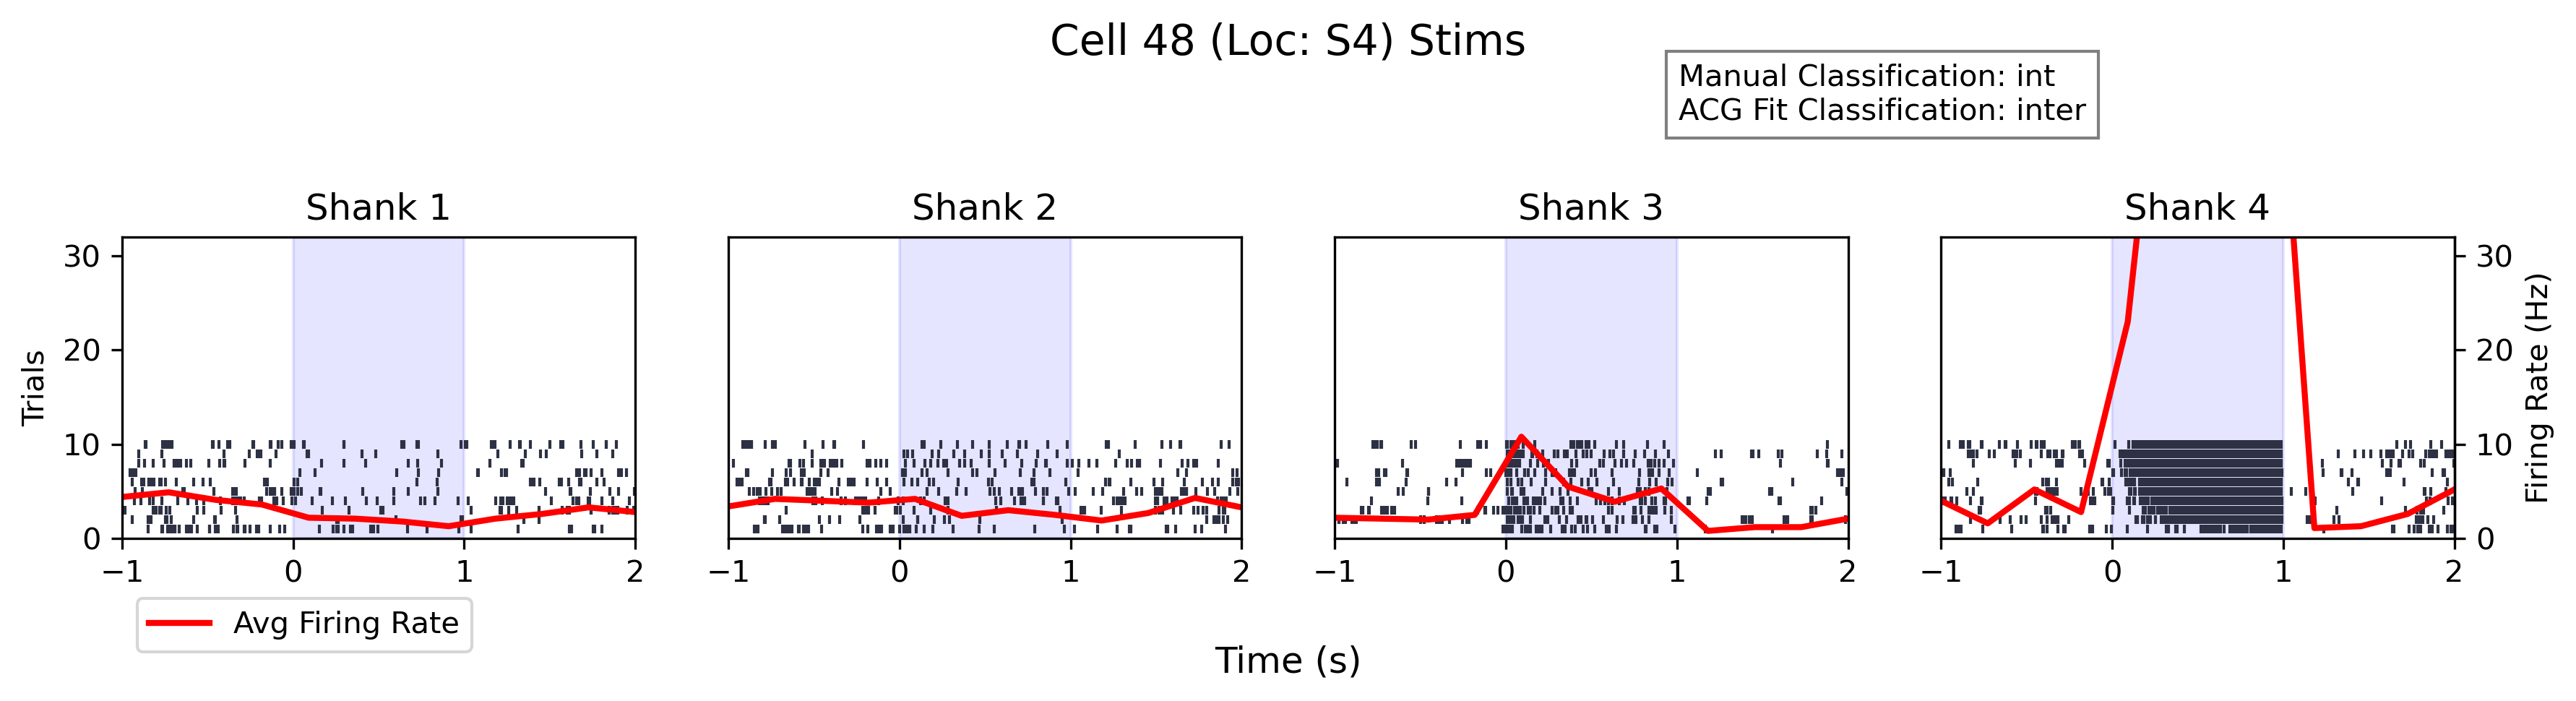 Cell 48 (Loc: S4) Stims
Manual Classification: int
ACG Fit Classification: inter
Shank 1
Shank 2
Shank 3
Shank 4
30
20
10
0
Trials
−1
0
1
2
−1
0
1
2
−1
0
1
2
−1
0
1
2
30
20
10
0
Firing Rate (Hz)
Avg Firing Rate
Time (s)